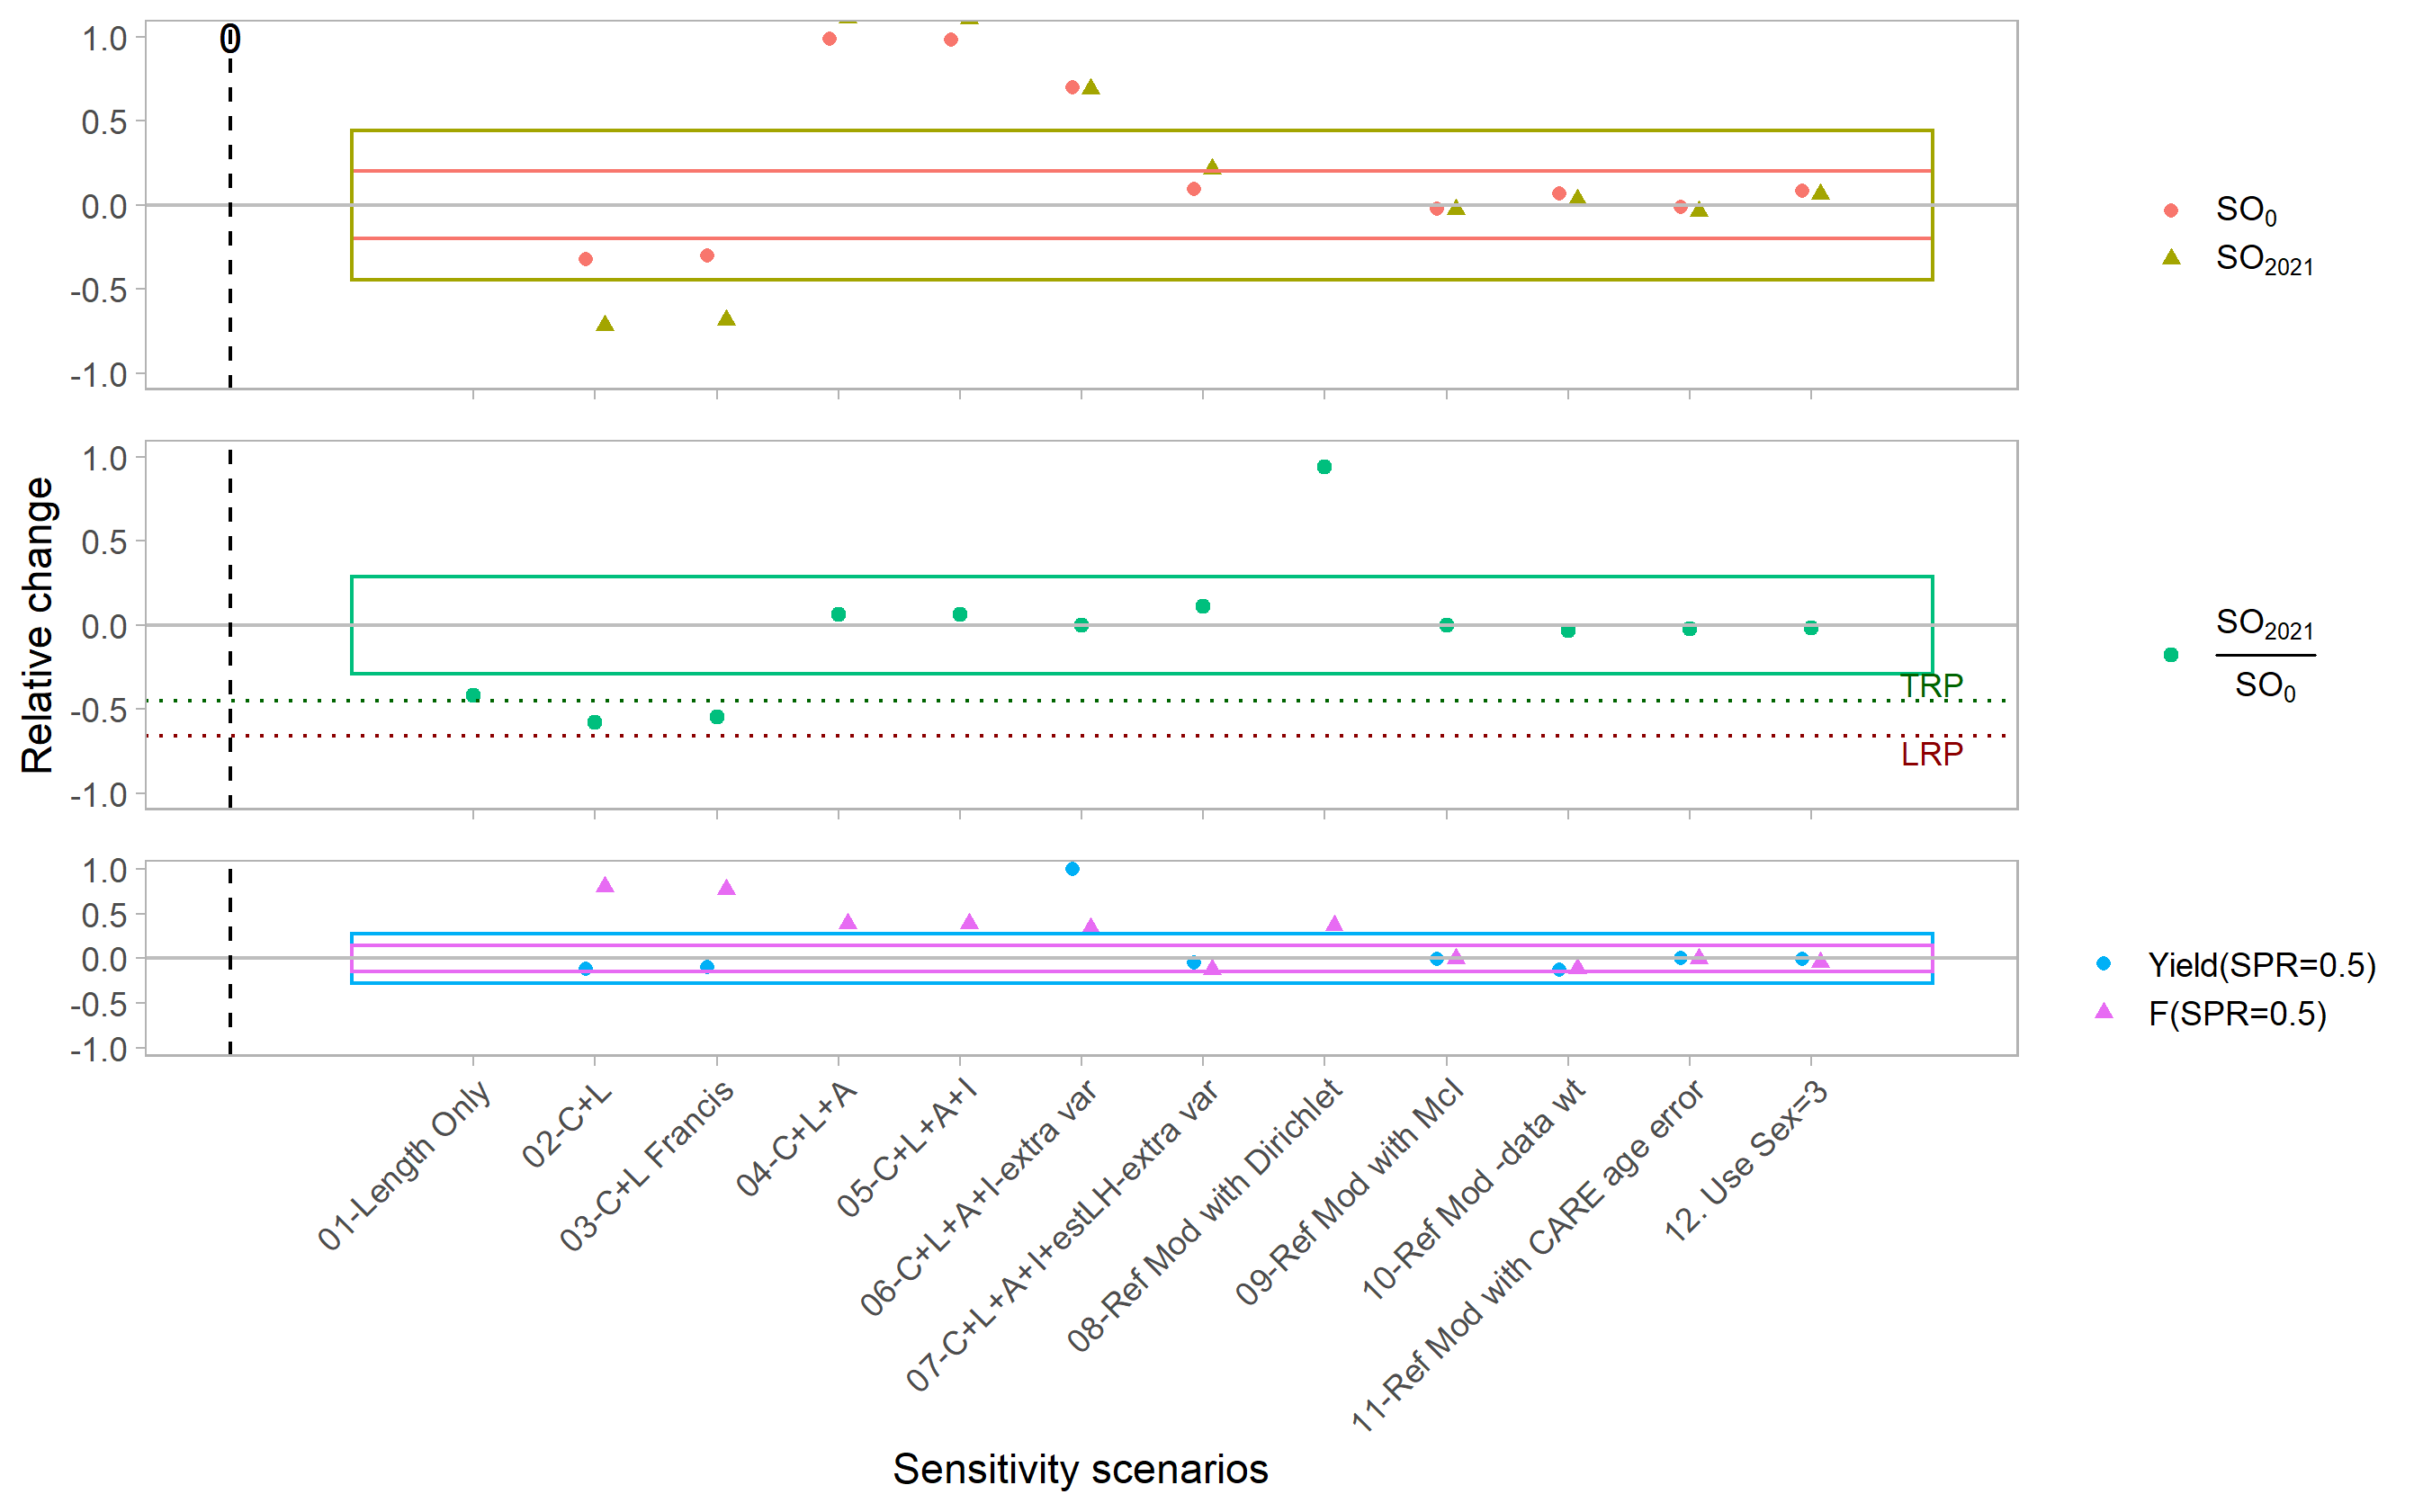 0
1.0
0.5
0.0
-0.5
-1.0
SO0
SO2021
Relative change
1.0
0.5
0.0
-0.5
-1.0
TRP
LRP
SO2021
SO0
1.0
0.5
0.0
-0.5
-1.0
Yield(SPR=0.5)
F(SPR=0.5)
01-Length Only
02-C+L
03-C+L Francis
04-C+L+A
05-C+L+A+I
06-C+L+A+I-extra var
07-C+L+A+I+estLH-extra var
08-Ref Mod with Dirichlet
09-Ref Mod with McI
10-Ref Mod -data wt
11-Ref Mod with CARE age error
12. Use Sex=3
Sensitivity scenarios